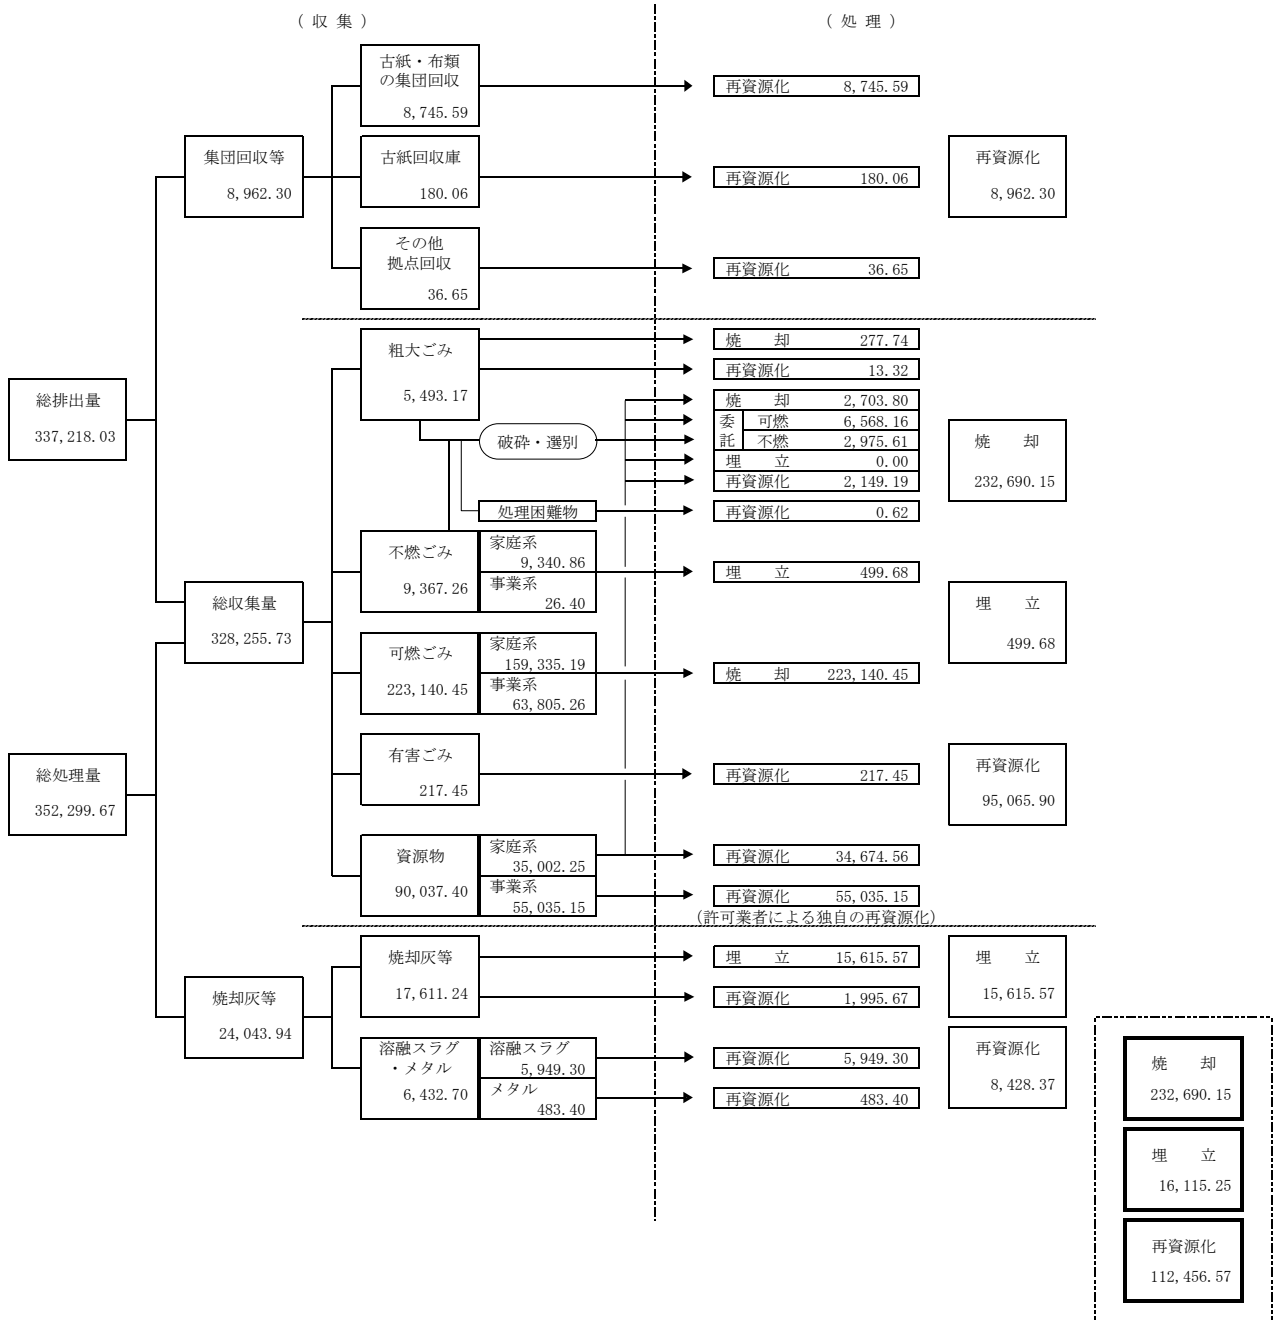 （ 収 集 ）
（ 処 理 ）
古紙・布類
の集団回収
8,745.59
再資源化 8,745.59
集団回収等
8,962.30
古紙回収庫
180.06
再資源化 180.06
再資源化
8,962.30
その他
拠点回収
36.65
再資源化 36.65
総排出量
337,218.03
粗大ごみ
5,493.17
焼 却 277.74
再資源化 13.32
破砕・選別
焼 却 2,703.80
委託 可燃 6,568.16
不燃 2,975.61
埋 立 0.00
再資源化 2,149.19
焼 却
232,690.15
処理困難物
再資源化 0.62
総収集量
328,255.73
不燃ごみ
9,367.26
家庭系
9,340.86
事業系
26.40
埋 立 499.68
埋 立
499.68
可燃ごみ
223,140.45
家庭系
159,335.19
事業系
63,805.26
焼 却 223,140.45
総処理量
352,299.67
有害ごみ
217.45
再資源化 217.45
再資源化
95,065.90
資源物
90,037.40
家庭系
35,002.25
事業系
55,035.15
再資源化 34,674.56
再資源化 55,035.15
（許可業者による独自の再資源化）
焼却灰等
24,043.94
焼却灰等
17,611.24
埋 立 15,615.57
再資源化 1,995.67
埋 立
15,615.57
溶融スラグ
・メタル
6,432.70
溶融スラグ
5,949.30
メタル
483.40
再資源化 5,949.30
再資源化 483.40
再資源化
8,428.37
焼 却
232,690.15
埋 立
16,115.25
再資源化
112,456.57